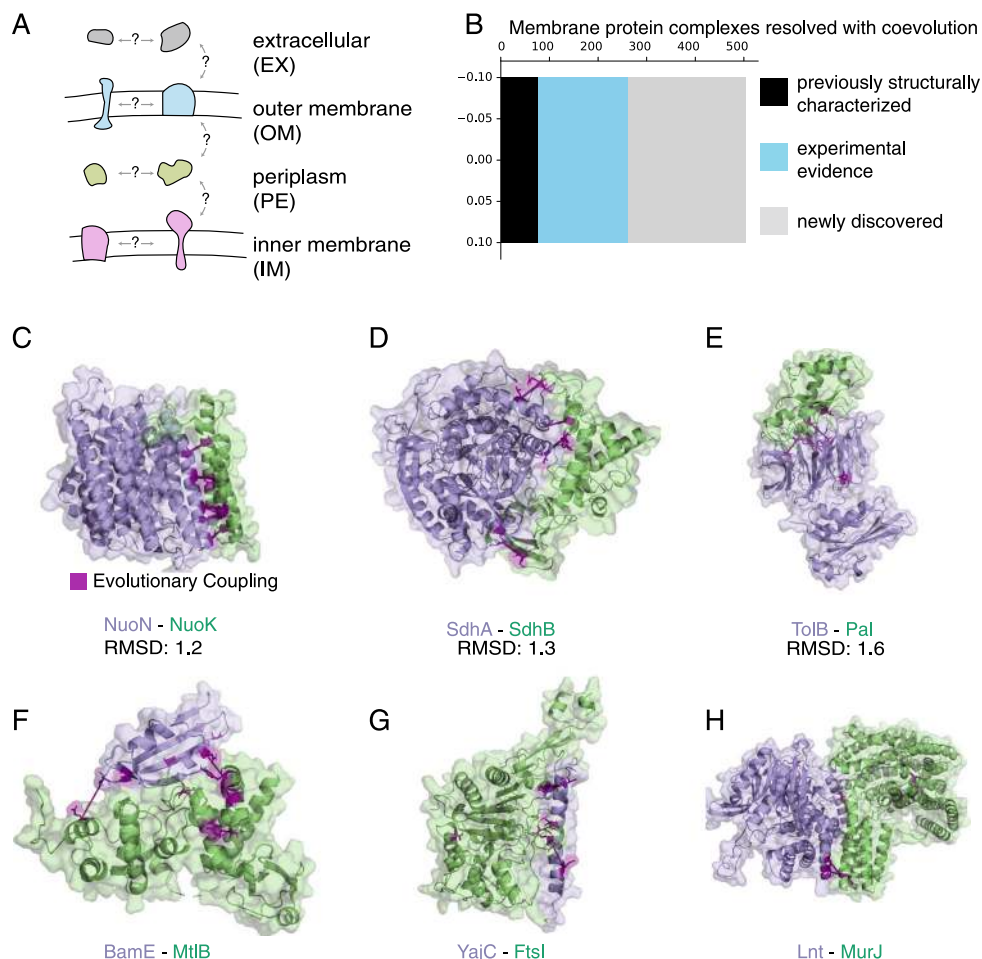 A
←?→
?
extracellular
(EX)
←?→
?
outer membrane
(OM)
←?→
?
periplasm
(PE)
←?→
inner membrane
(IM)
B
Membrane protein complexes resolved with coevolution
0 100 200 300 400 500
−0.10
−0.05
0.00
0.05
0.10
previously structurally
characterized
experimental
evidence
newly discovered
C
Evolutionary Coupling
NuoN - NuoK
RMSD: 1.2
D
SdhA - SdhB
RMSD: 1.3
E
TolB - Pal
RMSD: 1.6
F
BamE - MtlB
G
YaiC - FtsI
H
Lnt - MurJ